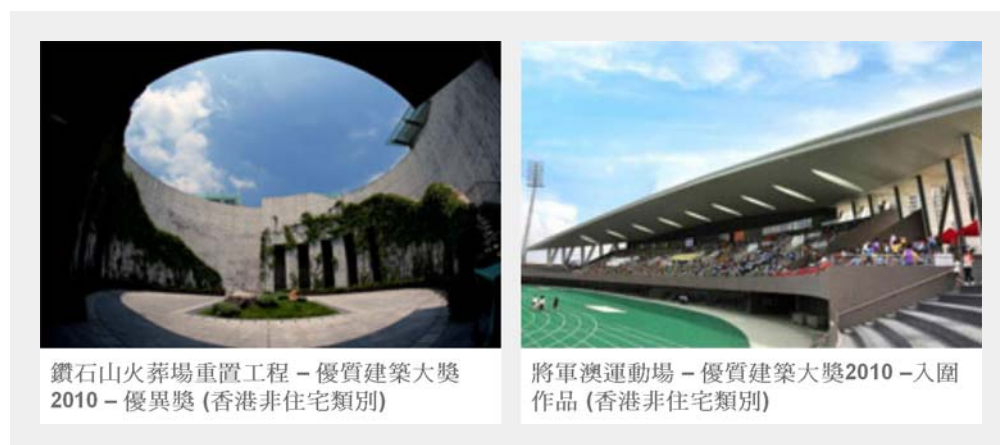 鑽石山火葬場重置工程 – 優質建築大獎
2010 – 優異獎 (香港非住宅類別)
將軍澳運動場 – 優質建築大獎2010 –入圍
作品 (香港非住宅類別)